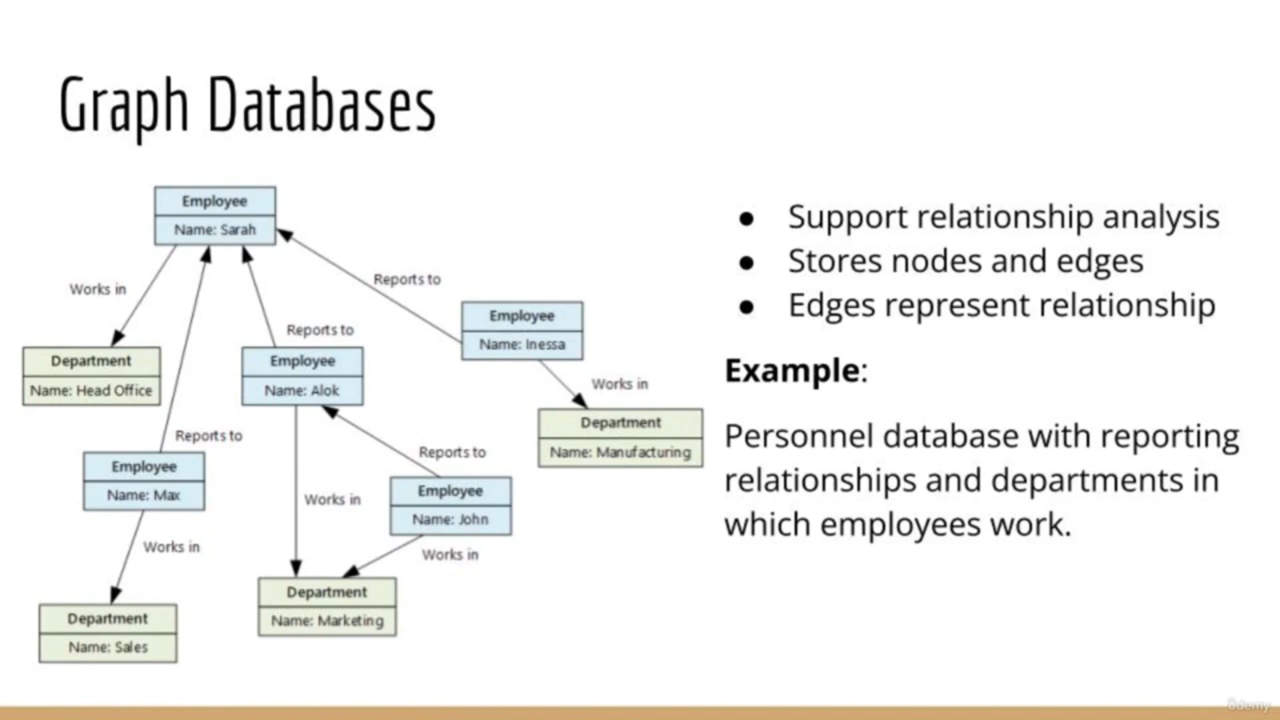 Graph Databases
Employee
Name: Sarah
Works in
Reports to
Department
Name: Head Office
Reports to
Employee
Name: Alok
Employee
Name: Inessa
Works in
Department
Name: Manufacturing
Reports to
Employee
Name: Max
Works in
Department
Name: Sales
Reports to
Works in
Employee
Name: John
Works in
Department
Name: Marketing
● Support relationship analysis
● Stores nodes and edges
● Edges represent relationship
Example:
Personnel database with reporting
relationships and departments in
which employees work.
ûdemy